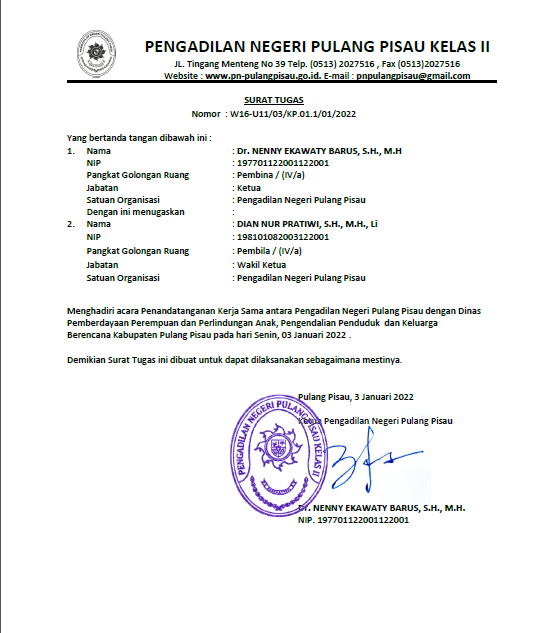 PENGADILAN NEGERI PULANG PISAU KELAS II
JL. Tingang Menteng No 39 Telp. (0513) 2027516 , Fax (0513)2027516
Website : www.pn-pulangpisau.go.id. E-mail : pnpulangpisau@gmail.com
SURAT TUGAS
Nomor : W16-U11/03/KP.01.1/01/2022
Yang bertanda tangan dibawah ini :
1. Nama : Dr. NENNY EKAWATY BARUS, S.H., M.H
NIP : 197701122001122001
Pangkat Golongan Ruang : Pembina / (IV/a)
Jabatan : Ketua
Satuan Organisasi : Pengadilan Negeri Pulang Pisau
Dengan ini menugaskan :
2. Nama : DIAN NUR PRATIWI, S.H., M.H., Li
NIP : 198101082003122001
Pangkat Golongan Ruang : Pembila / (IV/a)
Jabatan : Wakil Ketua
Satuan Organisasi : Pengadilan Negeri Pulang Pisau
Menghadiri acara Penandatanganan Kerja Sama antara Pengadilan Negeri Pulang Pisau dengan Dinas
Pemberdayaan Perempuan dan Perlindungan Anak, Pengendalian Penduduk dan Keluarga
Berencana Kabupaten Pulang Pisau pada hari Senin, 03 Januari 2022 .
Demikian Surat Tugas ini dibuat untuk dapat dilaksanakan sebagaimana mestinya.
Pulang Pisau, 3 Januari 2022
Ketua Pengadilan Negeri Pulang Pisau
PENGADILAN NEGERI PULANG PISAU KELAS II
Dr. NENNY EKAWATY BARUS, S.H., M.H.
NIP. 197701122001122001